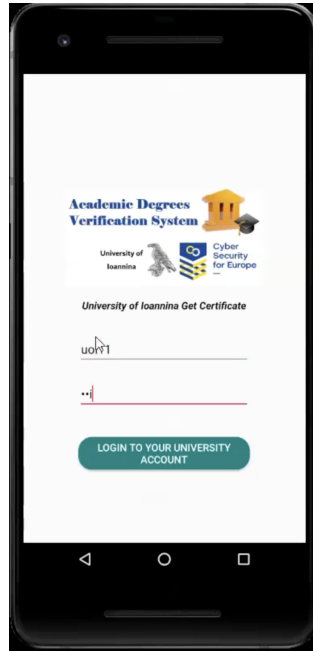 Academic Degrees
Verification System
University of
Ioannina
Cyber
Security
for Europe
University of Ioannina Get Certificate
••i
LOGIN TO YOUR UNIVERSITY
ACCOUNT